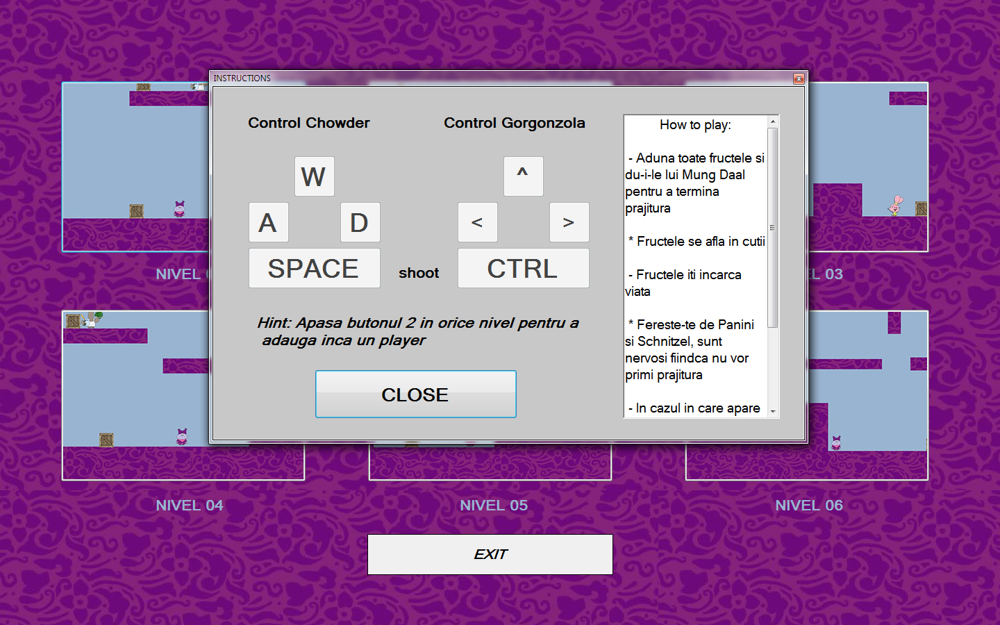 INSTRUCTIONS
Control Chowder
Control Gorgonzola
W
A
D
SPACE
shoot
^
<
>
CTRL
Hint: Apasa butonul 2 in orice nivel pentru a
adauga inca un player
CLOSE
How to play:
- Aduna toate fructele si
du-i-le lui Mung Daal
pentru a termina
prajitura
* Fructele se afla in cutii
- Fructele iti incarca
viata
* Fereste-te de Panini
si Schnitzel, sunt
nervosi fiindca nu vor
primi prajitura
- In cazul in care apare
NIVEL
03
NIVEL 04
NIVEL 05
NIVEL 06
EXIT